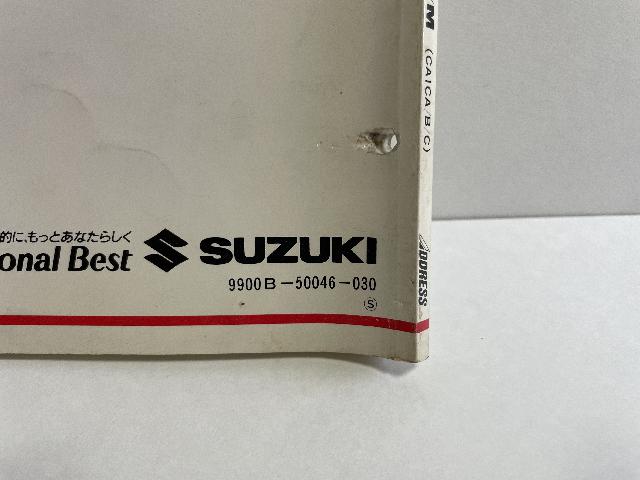 的に、もっとあなたらしく
onal Best
SUZUKI
9900B-50046-030
S
M (CA1CA/B/C)
ADDRESS